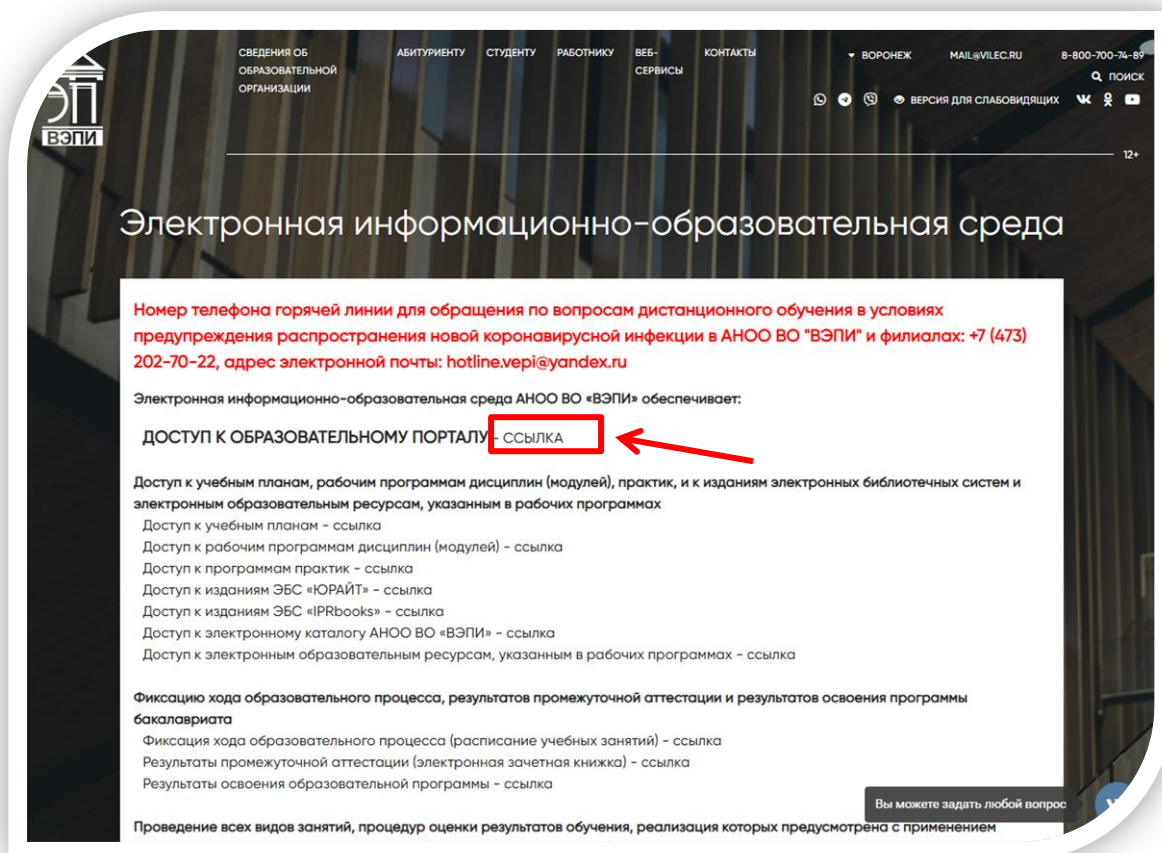 СВЕДЕНИЯ ОБ
ОБРАЗОВАТЕЛЬНОЙ
ОРГАНИЗАЦИИ
АБИТУРИЕНТУ
СТУДЕНТУ
РАБОТНИКУ
ВЕБ-
СЕРВИСЫ
КОНТАКТЫ
ВОРОНЕЖ
MAIL@VILEC.RU
8-800-700-74-89
ПОИСК
ВЕРСИЯ ДЛЯ СЛАБОВИДЯЩИХ
ЭП
ВЭПИ
12+
Электронная информационно-образовательная среда
Номер телефона горячей линии для обращения по вопросам дистанционного обучения в условиях
предупреждения распространения новой коронавирусной инфекции в АНОО ВО "ВЭПИ" и филиалах: +7 (473)
202-70-22, адрес электронной почты: hotline.vepi@yandex.ru
Электронная информационно-образовательная среда АНОО ВО «ВЭПИ» обеспечивает:
ДОСТУП К ОБРАЗОВАТЕЛЬНОМУ ПОРТАЛУ - ССЫЛКА
Доступ к учебным планам, рабочим программам дисциплин (модулей), практик, и к изданиям электронных библиотечных систем и
электронным образовательным ресурсам, указанным в рабочих программах
Доступ к учебным планам - ссылка
Доступ к рабочим программам дисциплин (модулей) - ссылка
Доступ к программам практик - ссылка
Доступ к изданиям ЭБС «ЮРАЙТ» - ссылка
Доступ к изданиям ЭБС «IPRbooks» - ссылка
Доступ к электронному каталогу АНОО ВО «ВЭПИ» - ссылка
Доступ к электронным образовательным ресурсам, указанным в рабочих программах - ссылка
Фиксацию хода образовательного процесса, результатов промежуточной аттестации и результатов освоения программы
бакалавриата
Фиксация хода образовательного процесса (расписание учебных занятий) - ссылка
Результаты промежуточной аттестации (электронная зачетная книжка) - ссылка
Результаты освоения образовательной программы - ссылка
Вы можете задать любой вопрос
Проведение всех видов занятий, процедур оценки результатов обучения, реализация которых предусмотрена с применением